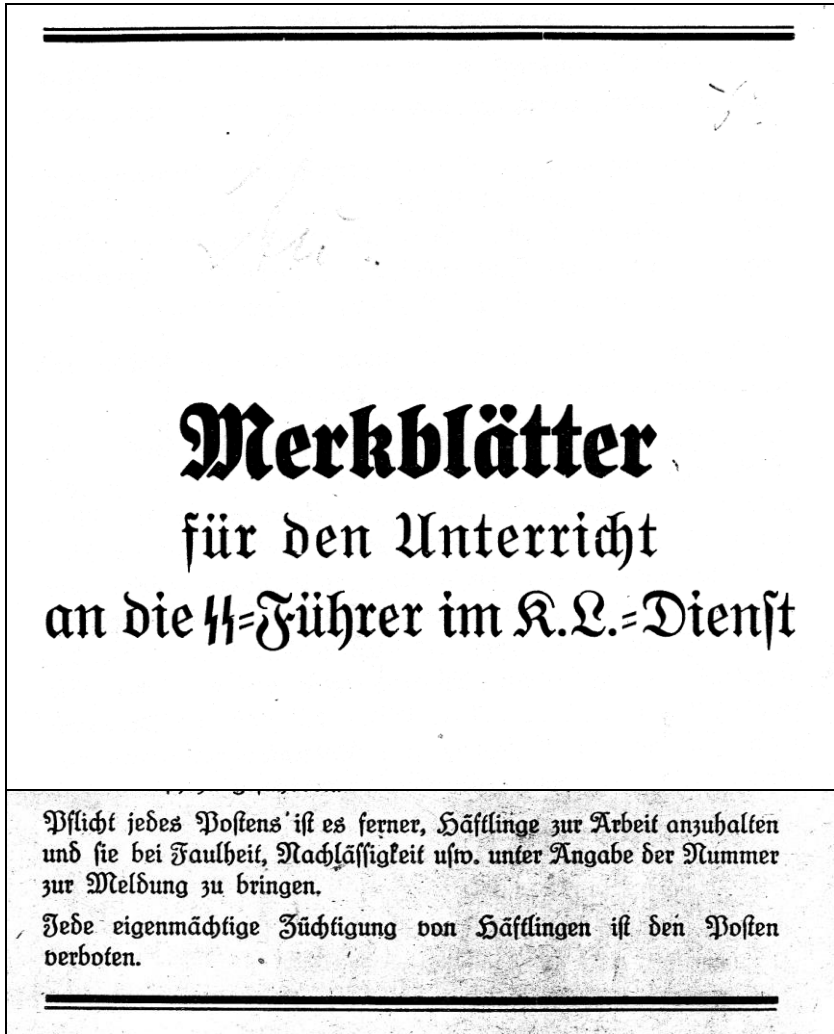 Merkblätter
für den Unterricht
an die SS-Führer im K.L.-Dienst
Pflicht jedes Postens ist es ferner, Häftlinge zur Arbeit anzuhalten
und sie bei Faulheit, Nachlässigkeit usw. unter Angabe der Nummer
zur Meldung zu bringen.
Jede eigenmächtige Züchtigung von Häftlingen ist den Posten
verboten.